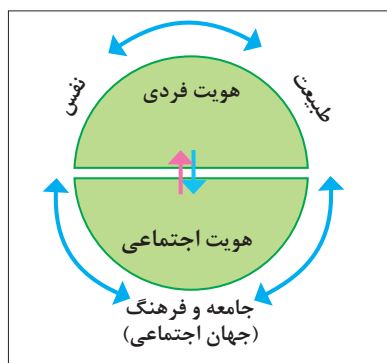 هویت فردی
طبیعت
نفس
هویت اجتماعی
جامعه و فرهنگ
(جهان اجتماعی)